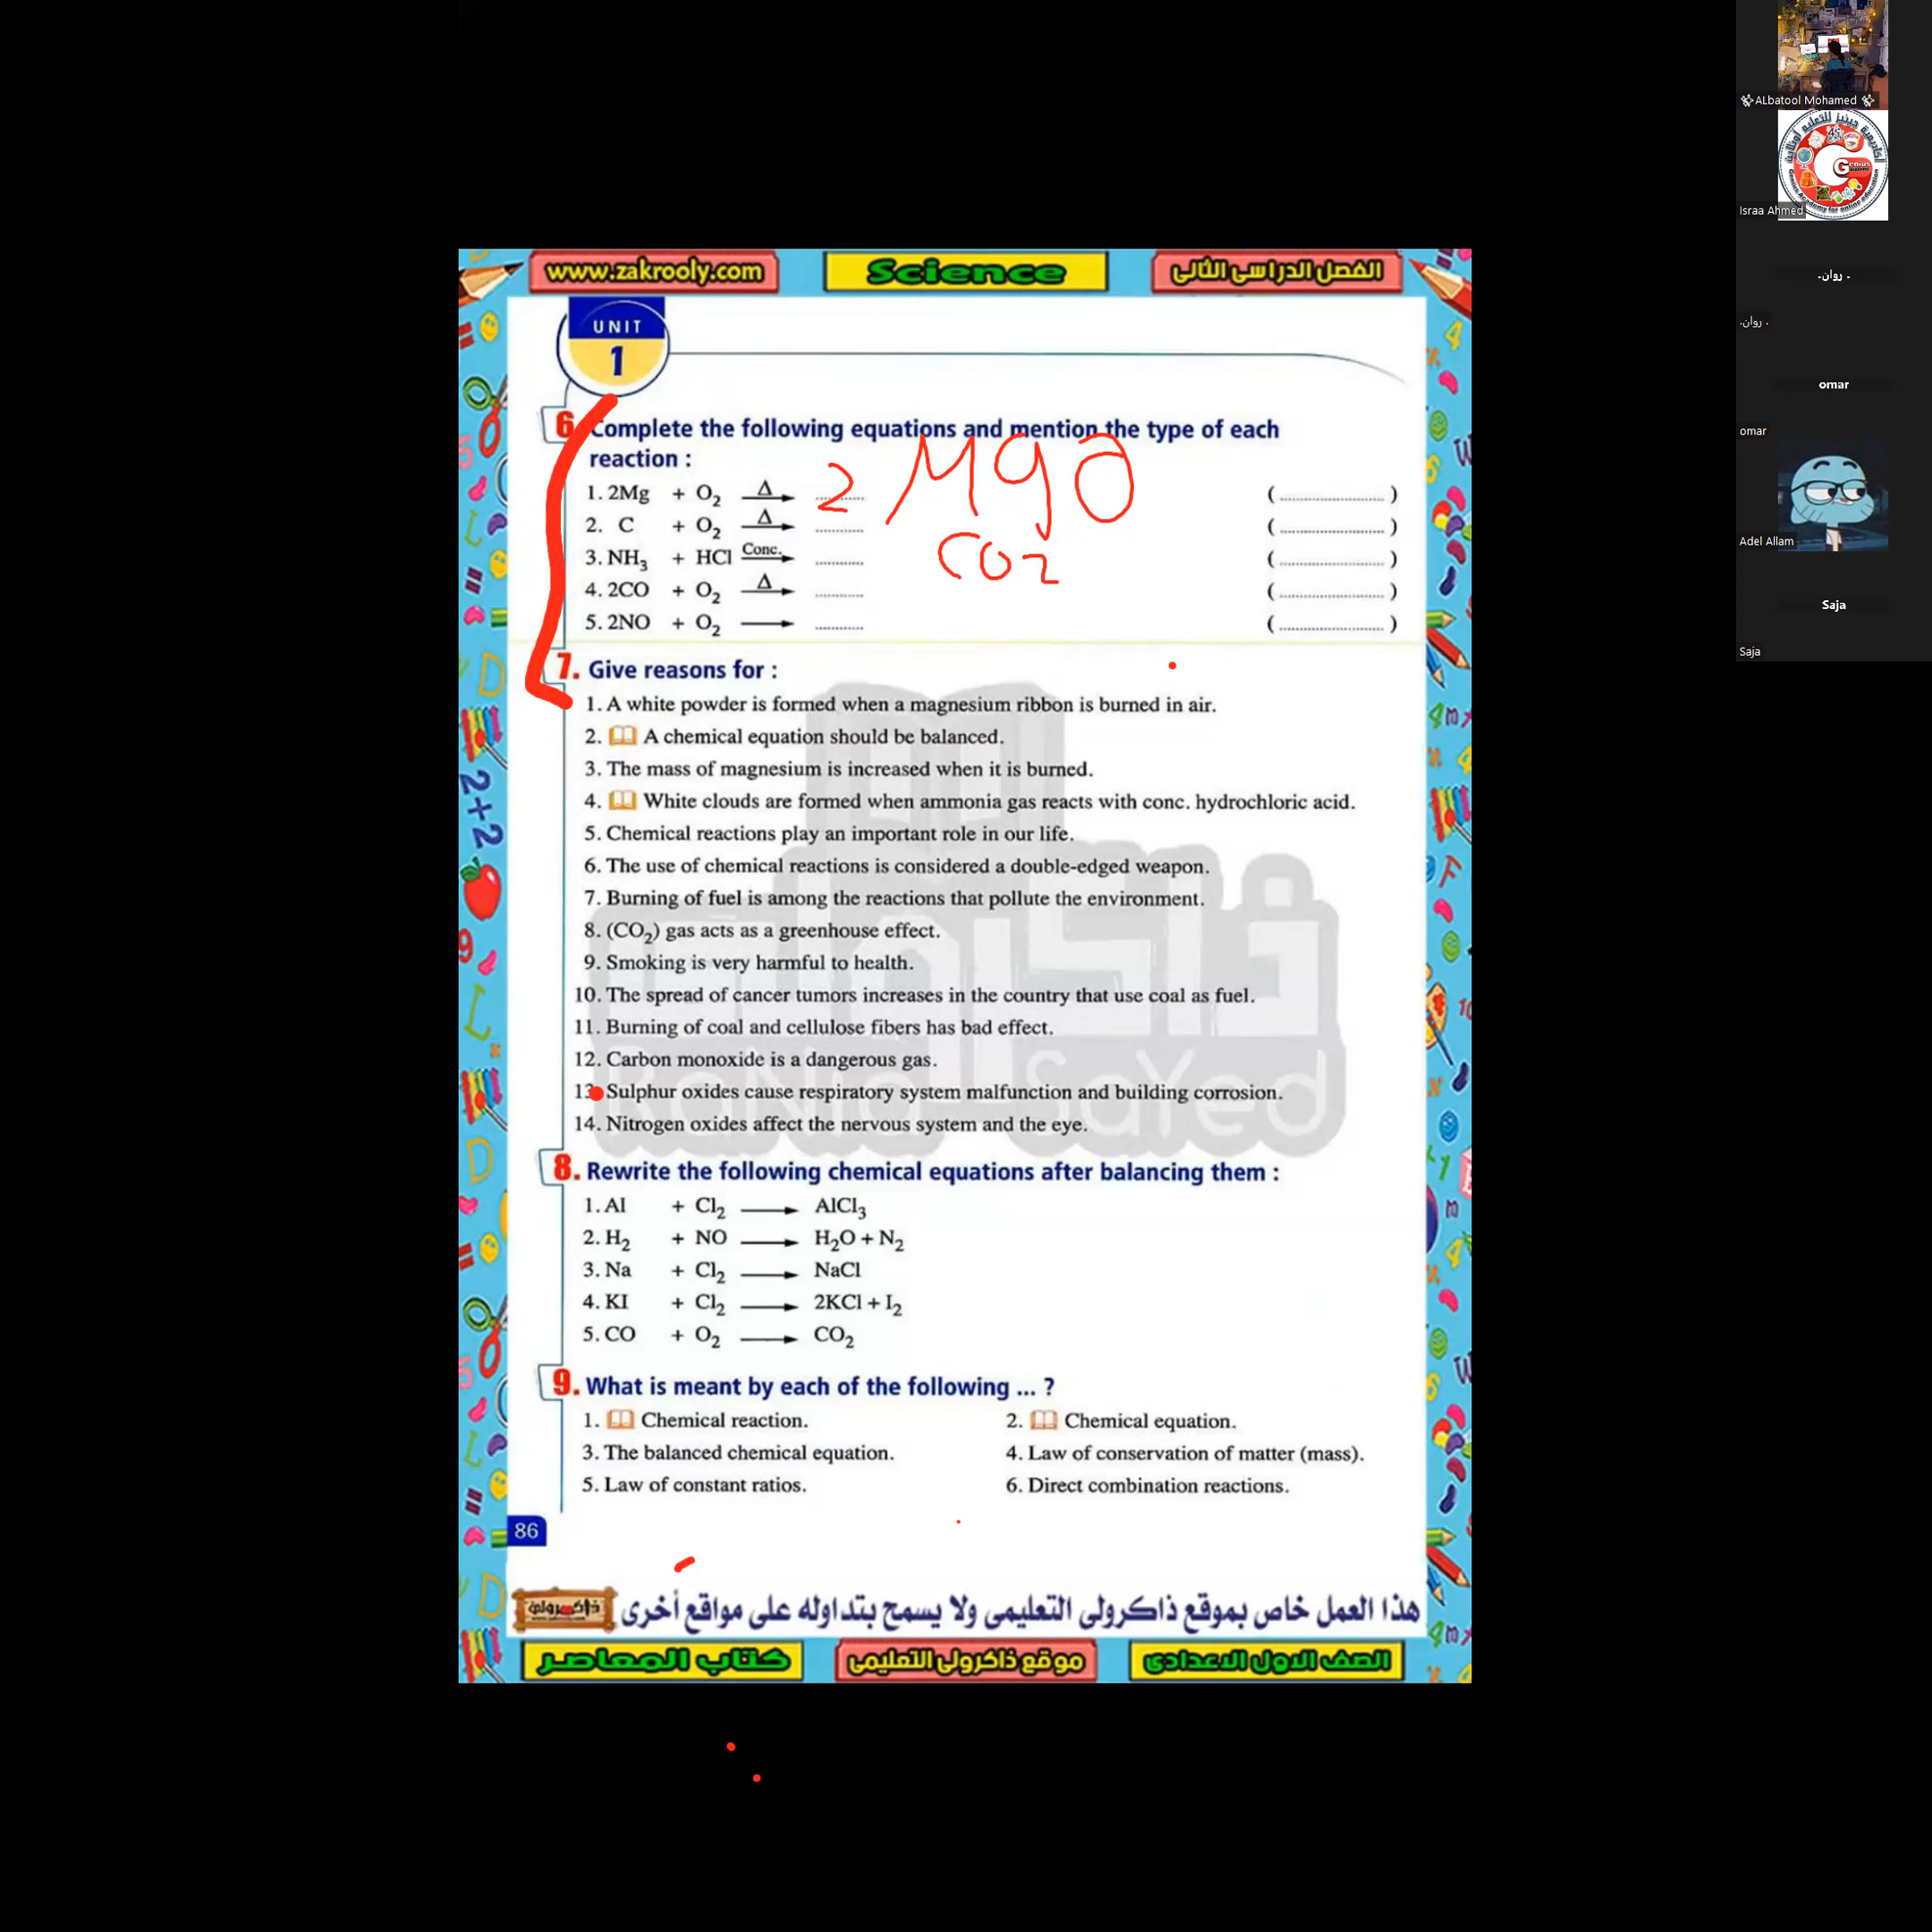 www.zakrooly.com Science الفصل الدراسى الثانى
UNIT
1
6. Complete the following equations and mention the type of each
reaction :
1. 2Mg + O2 Δ→ ............ 2 MgO (............................)
2. C + O2 Δ→ ............ CO2 (............................)
3. NH3 + HCl Conc.→ ............ (............................)
4. 2CO + O2 Δ→ ............ (............................)
5. 2NO + O2 → ............ (............................)
7. Give reasons for :
1. A white powder is formed when a magnesium ribbon is burned in air.
2. A chemical equation should be balanced.
3. The mass of magnesium is increased when it is burned.
4. White clouds are formed when ammonia gas reacts with conc. hydrochloric acid.
5. Chemical reactions play an important role in our life.
6. The use of chemical reactions is considered a double-edged weapon.
7. Burning of fuel is among the reactions that pollute the environment.
8. (CO2) gas acts as a greenhouse effect.
9. Smoking is very harmful to health.
10. The spread of cancer tumors increases in the country that use coal as fuel.
11. Burning of coal and cellulose fibers has bad effect.
12. Carbon monoxide is a dangerous gas.
13. Sulphur oxides cause respiratory system malfunction and building corrosion.
14. Nitrogen oxides affect the nervous system and the eye.
8. Rewrite the following chemical equations after balancing them :
1. Al + Cl2 → AlCl3
2. H2 + NO → H2O + N2
3. Na + Cl2 → NaCl
4. KI + Cl2 → 2KCl + I2
5. CO + O2 → CO2
9. What is meant by each of the following ... ?
1. Chemical reaction. 2. Chemical equation.
3. The balanced chemical equation. 4. Law of conservation of matter (mass).
5. Law of constant ratios. 6. Direct combination reactions.
86
هذا العمل خاص بموقع ذاكرولى التعليمى ولا يسمح بتداوله على مواقع أخرى
كتاب المعاصر موقع ذاكرولى التعليمى الصف الاول الاعدادى
ALbatool Mohamed
Israa Ahmed
روان.
روان.
omar
omar
Adel Allam
Saja
Saja